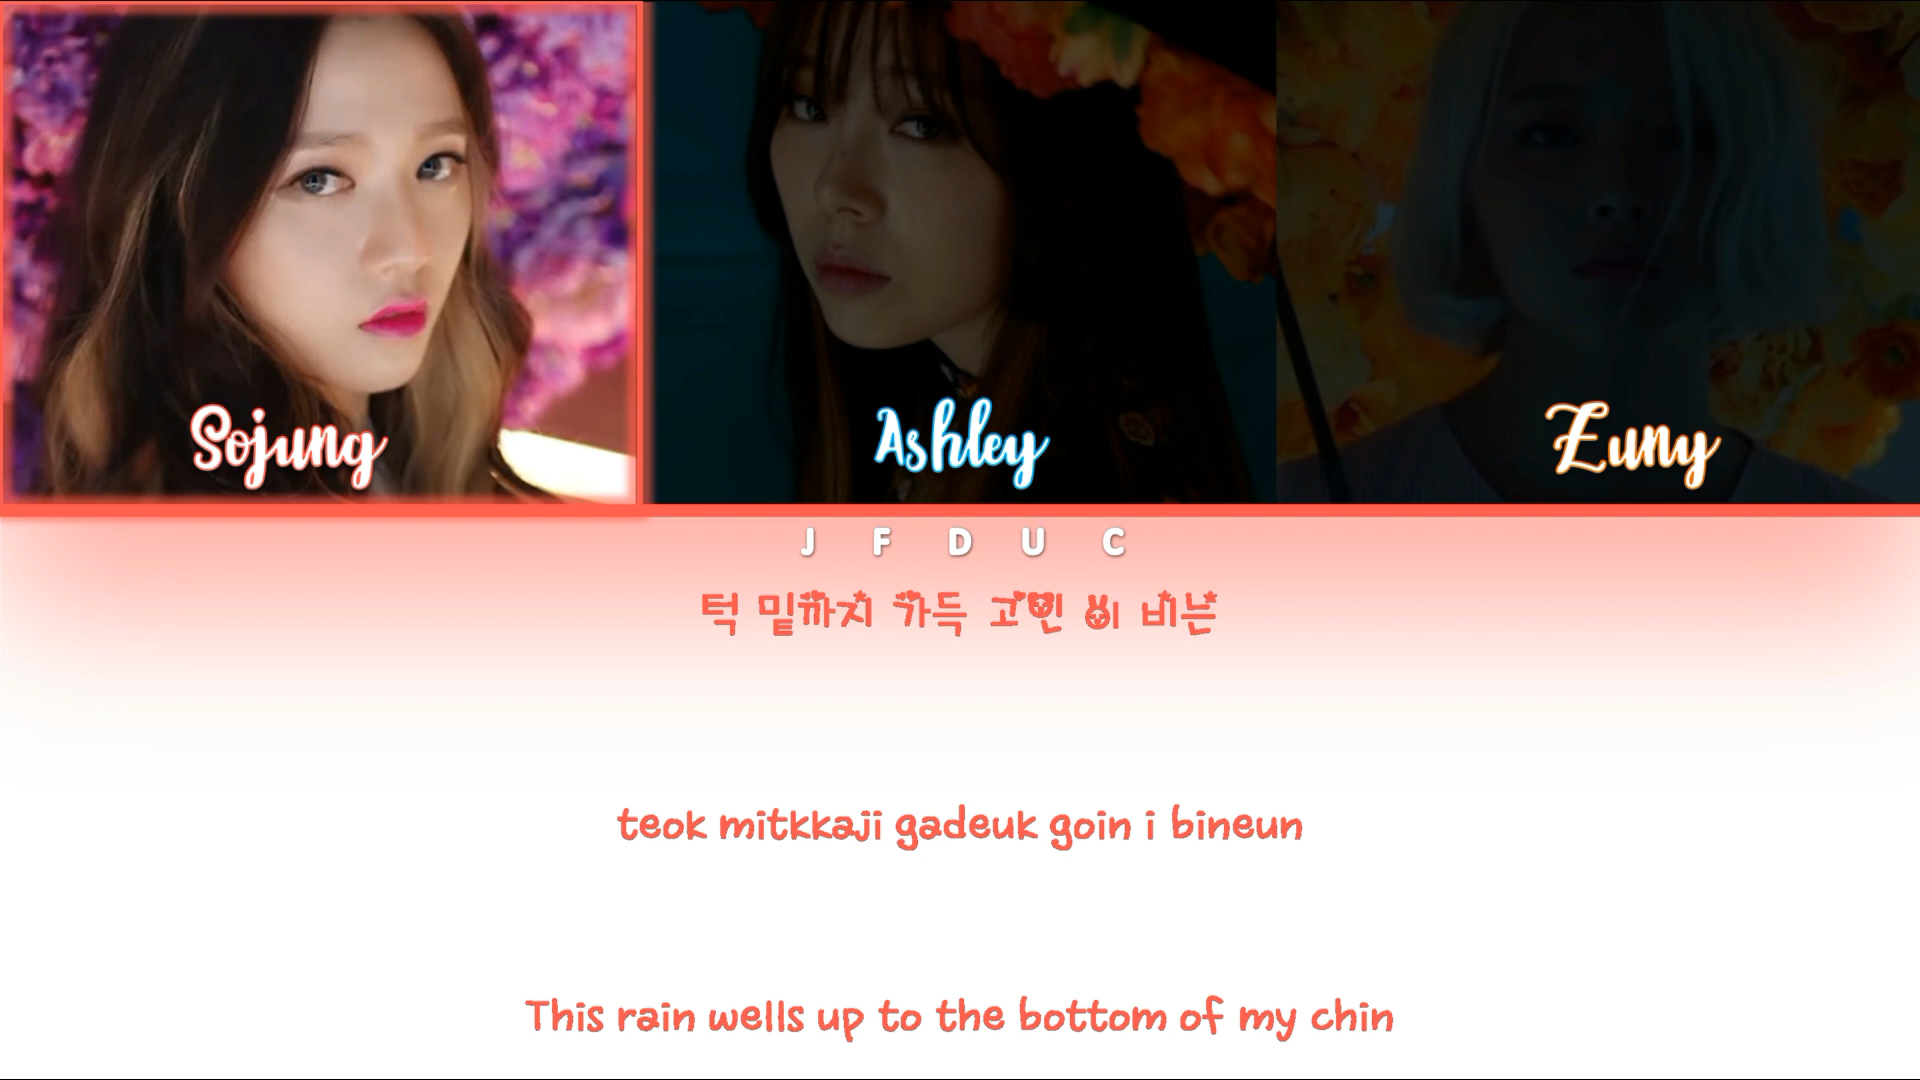 Sojung
Ashley
Euny
J F D U C
턱 밑까지 가득 고인 이 비는
teok mitkkaji gadeuk goin i bineun
This rain wells up to the bottom of my chin